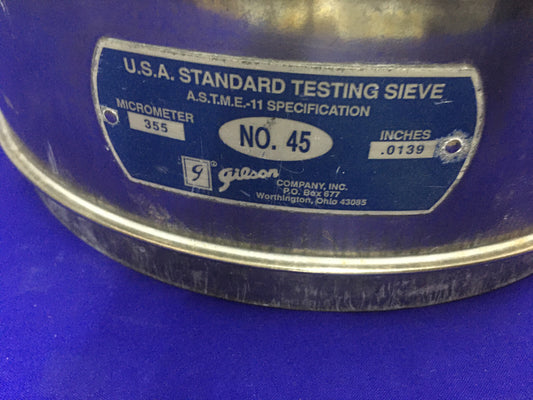 U.S.A. STANDARD TESTING SIEVE
A.S.T.M.E.-11 SPECIFICATION
MICROMETER
355
NO. 45
INCHES
.0139
g
Gilson
COMPANY, INC.
P.O. Box 677
Worthington, Ohio 43085